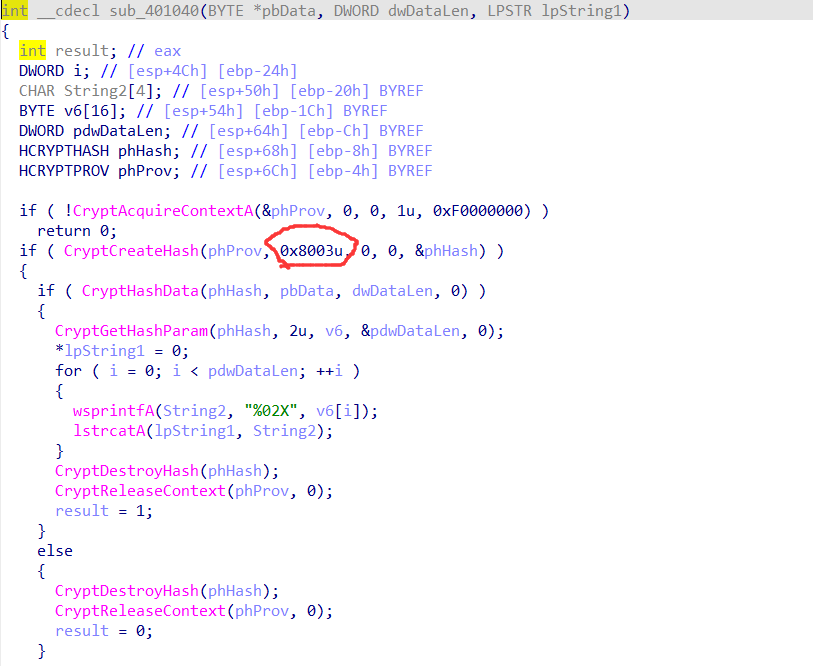 int __cdecl sub_401040(BYTE *pbData, DWORD dwDataLen, LPSTR lpString1)
{
  int result; // eax
  DWORD i; // [esp+4Ch] [ebp-24h]
  CHAR String2[4]; // [esp+50h] [ebp-20h] BYREF
  BYTE v6[16]; // [esp+54h] [ebp-1Ch] BYREF
  DWORD pdwDataLen; // [esp+64h] [ebp-Ch] BYREF
  HCRYPTHASH phHash; // [esp+68h] [ebp-8h] BYREF
  HCRYPTPROV phProv; // [esp+6Ch] [ebp-4h] BYREF

  if ( !CryptAcquireContextA(&phProv, 0, 0, 1u, 0xF0000000) )
    return 0;
  if ( CryptCreateHash(phProv, 0x8003u, 0, 0, &phHash) )
  {
    if ( CryptHashData(phHash, pbData, dwDataLen, 0) )
    {
      CryptGetHashParam(phHash, 2u, v6, &pdwDataLen, 0);
      *lpString1 = 0;
      for ( i = 0; i < pdwDataLen; ++i )
      {
        wsprintfA(String2, "%02X", v6[i]);
        lstrcatA(lpString1, String2);
      }
      CryptDestroyHash(phHash);
      CryptReleaseContext(phProv, 0);
      result = 1;
    }
    else
    {
      CryptDestroyHash(phHash);
      CryptReleaseContext(phProv, 0);
      result = 0;
    }